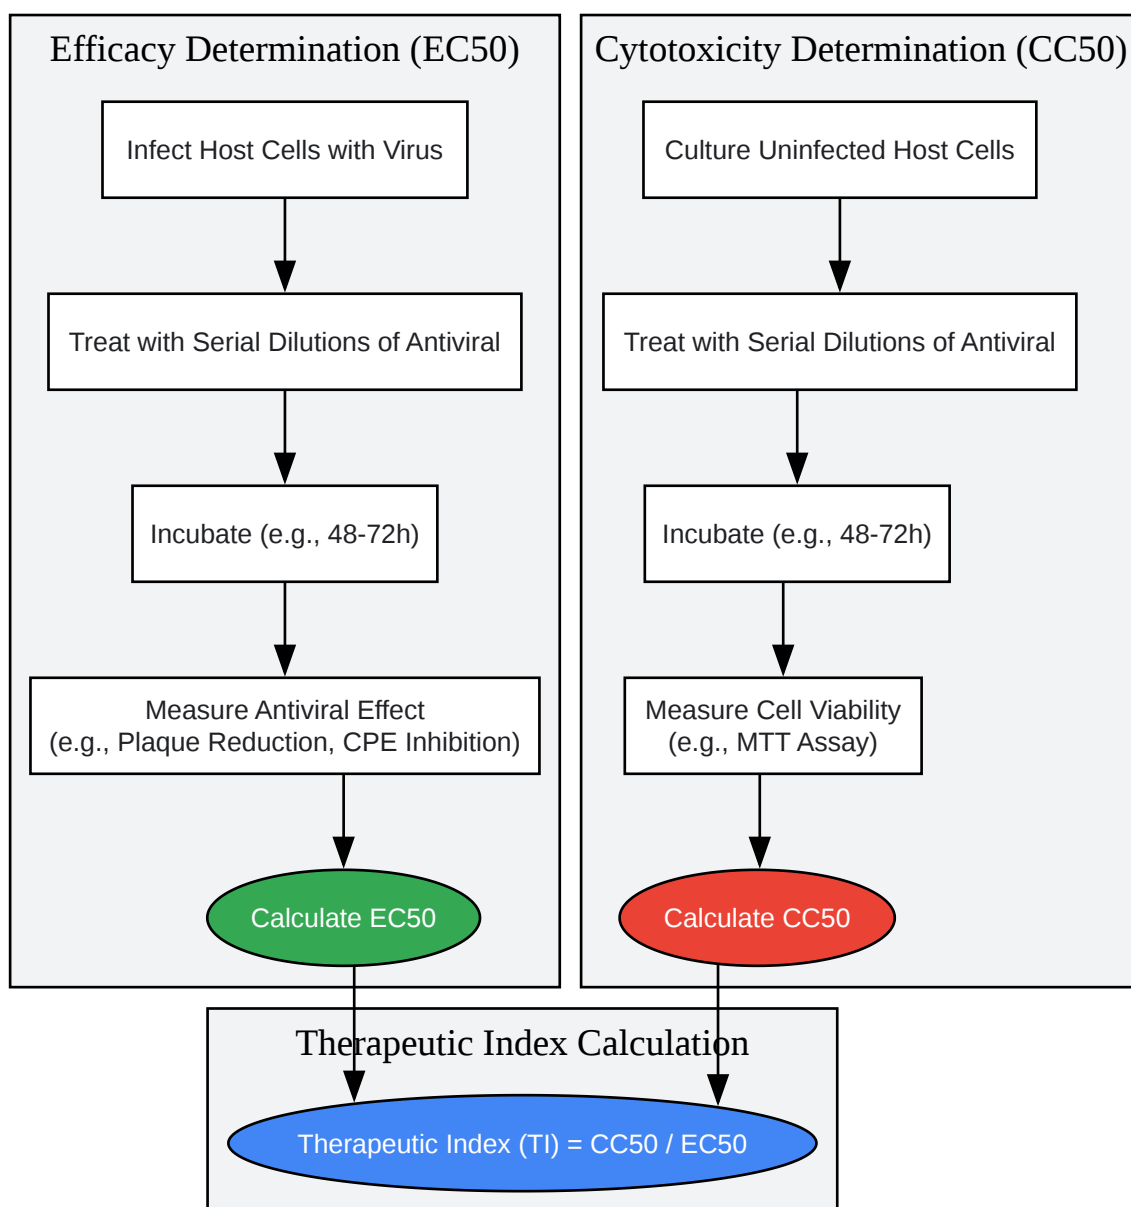 Efficacy Determination (EC50)
Infect Host Cells with Virus
Treat with Serial Dilutions of Antiviral
Incubate (e.g., 48-72h)
Measure Antiviral Effect
(e.g., Plaque Reduction, CPE Inhibition)
Calculate EC50
Cytotoxicity Determination (CC50)
Culture Uninfected Host Cells
Treat with Serial Dilutions of Antiviral
Incubate (e.g., 48-72h)
Measure Cell Viability
(e.g., MTT Assay)
Calculate CC50
Therapeutic Index Calculation
Therapeutic Index (TI) = CC50 / EC50